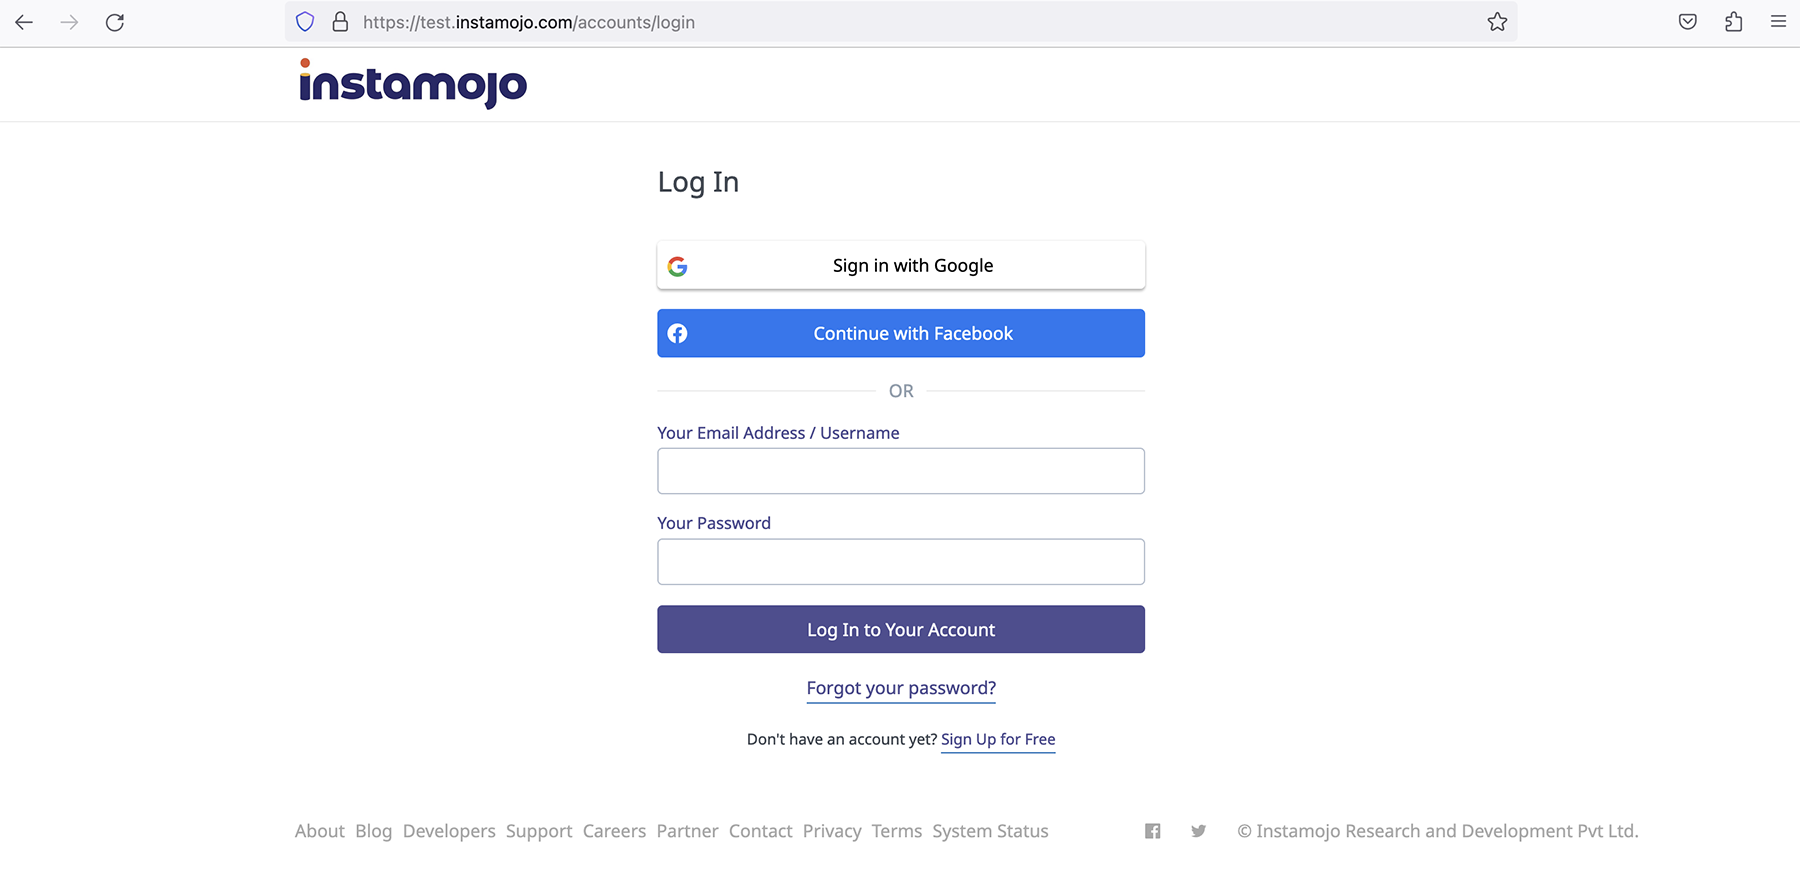 https://test.instamojo.com/accounts/login
instamojo
Log In
Sign in with Google
Continue with Facebook
OR
Your Email Address / Username
Your Password
Log In to Your Account
Forgot your password?
Don't have an account yet? Sign Up for Free
About Blog Developers Support Careers Partner Contact Privacy Terms System Status © Instamojo Research and Development Pvt Ltd.